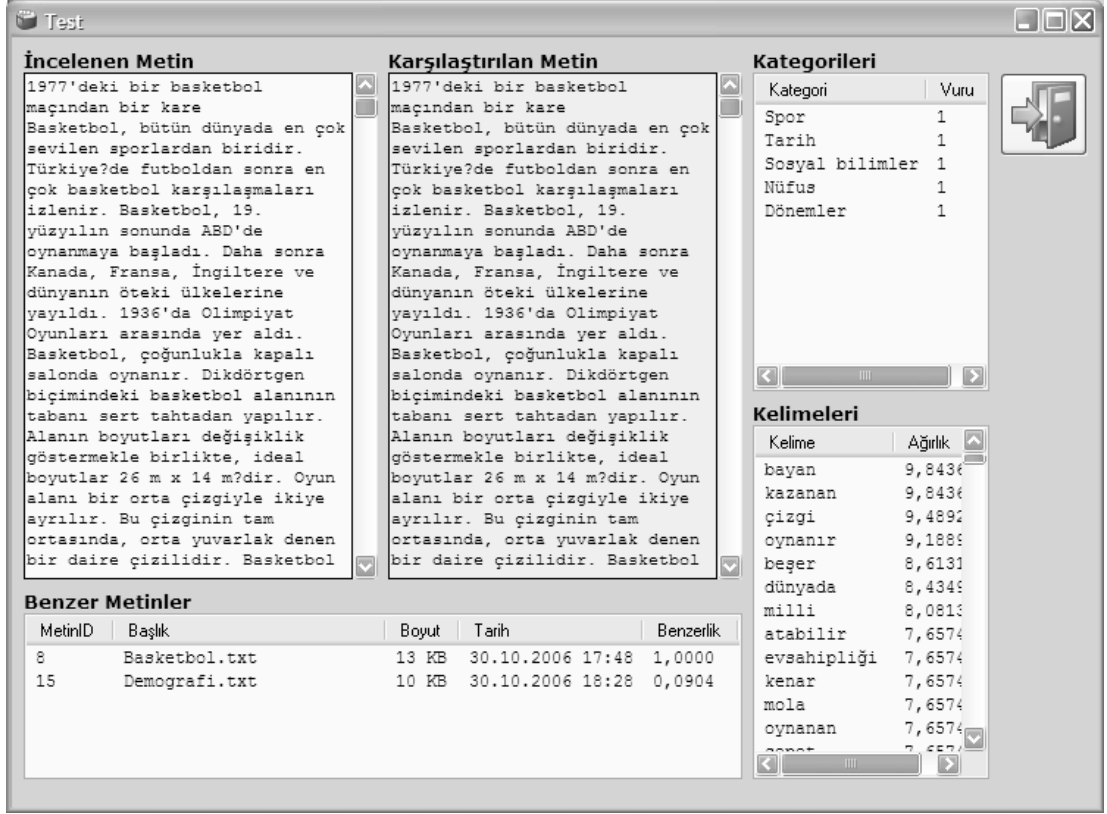 Test
İncelenen Metin
1977'deki bir basketbol
maçından bir kare
Basketbol, bütün dünyada en çok
sevilen sporlardan biridir.
Türkiye?de futboldan sonra en
çok basketbol karşılaşmaları
izlenir. Basketbol, 19.
yüzyılın sonunda ABD'de
oynanmaya başladı. Daha sonra
Kanada, Fransa, İngiltere ve
dünyanın öteki ülkelerine
yayıldı. 1936'da Olimpiyat
Oyunları arasında yer aldı.
Basketbol, çoğunlukla kapalı
salonda oynanır. Dikdörtgen
biçimindeki basketbol alanının
tabanı sert tahtadan yapılır.
Alanın boyutları değişiklik
göstermekle birlikte, ideal
boyutlar 26 m x 14 m?dir. Oyun
alanı bir orta çizgiyle ikiye
ayrılır. Bu çizginin tam
ortasında, orta yuvarlak denen
bir daire çizilidir. Basketbol
Karşılaştırılan Metin
1977'deki bir basketbol
maçından bir kare
Basketbol, bütün dünyada en çok
sevilen sporlardan biridir.
Türkiye?de futboldan sonra en
çok basketbol karşılaşmaları
izlenir. Basketbol, 19.
yüzyılın sonunda ABD'de
oynanmaya başladı. Daha sonra
Kanada, Fransa, İngiltere ve
dünyanın öteki ülkelerine
yayıldı. 1936'da Olimpiyat
Oyunları arasında yer aldı.
Basketbol, çoğunlukla kapalı
salonda oynanır. Dikdörtgen
biçimindeki basketbol alanının
tabanı sert tahtadan yapılır.
Alanın boyutları değişiklik
göstermekle birlikte, ideal
boyutlar 26 m x 14 m?dir. Oyun
alanı bir orta çizgiyle ikiye
ayrılır. Bu çizginin tam
ortasında, orta yuvarlak denen
bir daire çizilidir. Basketbol
Kategorileri
Kategori Vuru
Spor 1
Tarih 1
Sosyal bilimler 1
Nüfus 1
Dönemler 1
Kelimeleri
Kelime Ağırlık
bayan 9,8436
kazanan 9,8436
çizgi 9,4892
oynanır 9,1889
beşer 8,6131
dünyada 8,4349
milli 8,0813
atabilir 7,6574
evsahipliği 7,6574
kenar 7,6574
mola 7,6574
oynanan 7,6574
Benzer Metinler
MetinID Başlık Boyut Tarih Benzerlik
8 Basketbol.txt 13 KB 30.10.2006 17:48 1,0000
15 Demografi.txt 10 KB 30.10.2006 18:28 0,0904